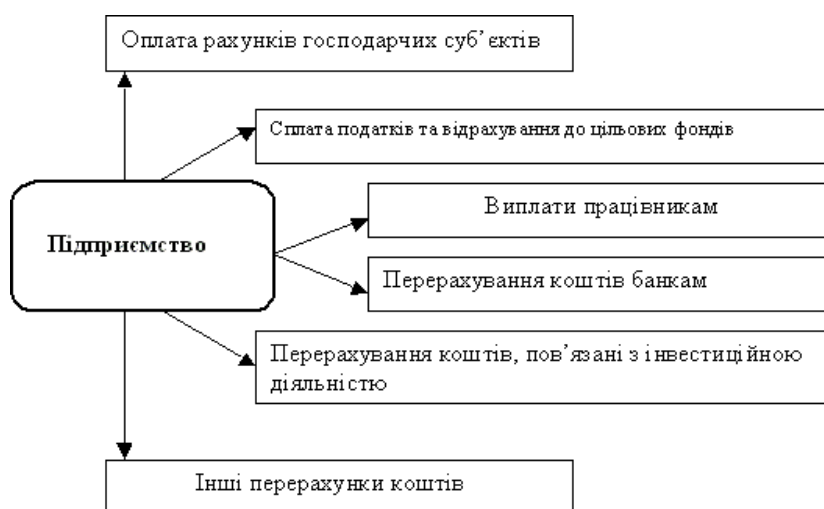 Оплата рахунків господарчих суб’єктів
Сплата податків та відрахування до цільових фондів
Виплати працівникам
Підприємство
Перерахування коштів банкам
Перерахування коштів, пов’язані з інвестиційною
діяльністю
Інші перерахунки коштів